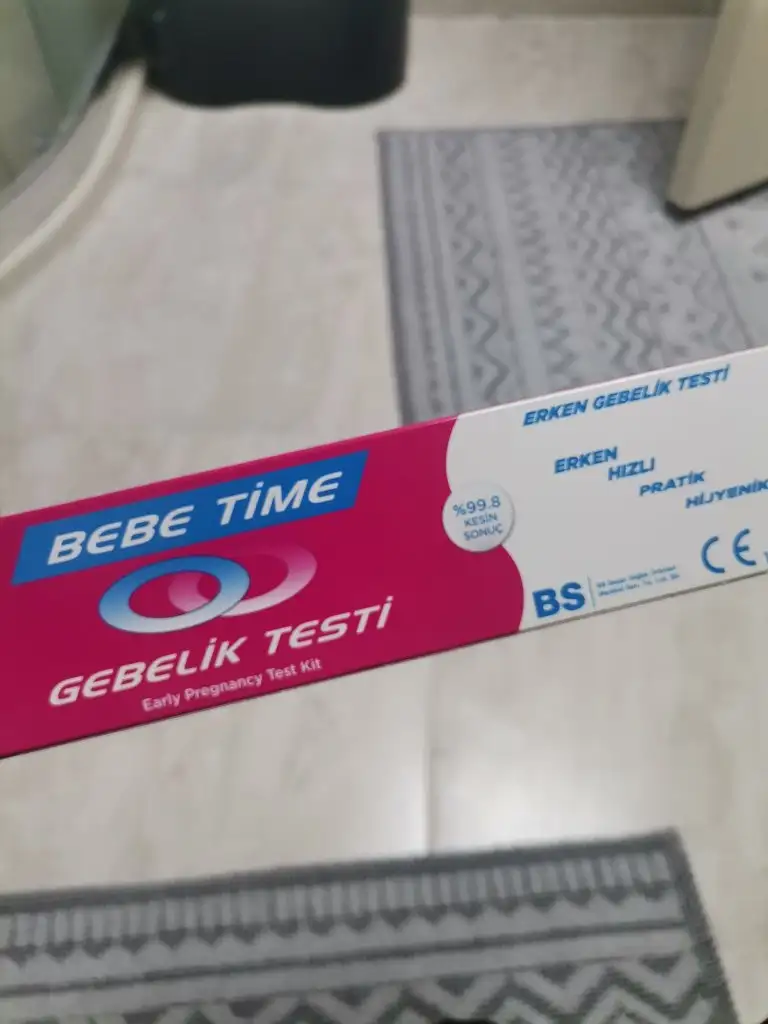 BEBE TİME
GEBELİK TESTİ
Early Pregnancy Test Kit
%99.8
KESİN
SONUÇ
ERKEN GEBELİK TESTİ
ERKEN
HIZLI
PRATİK
HİJYENİK
BS
CE